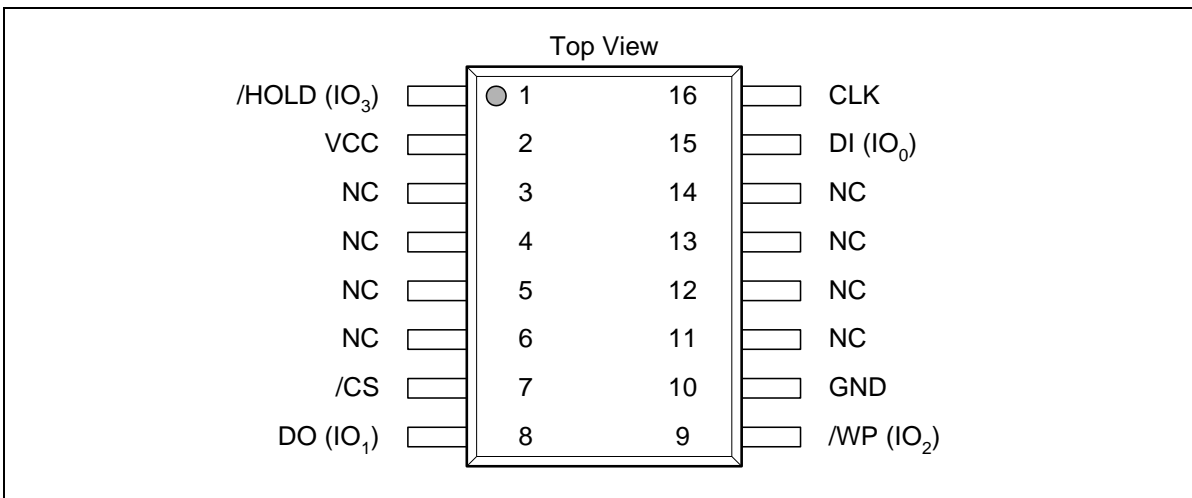 Top View
/HOLD (IO₃) 1 16 CLK
VCC 2 15 DI (IO₀)
NC 3 14 NC
NC 4 13 NC
NC 5 12 NC
NC 6 11 NC
/CS 7 10 GND
DO (IO₁) 8 9 /WP (IO₂)